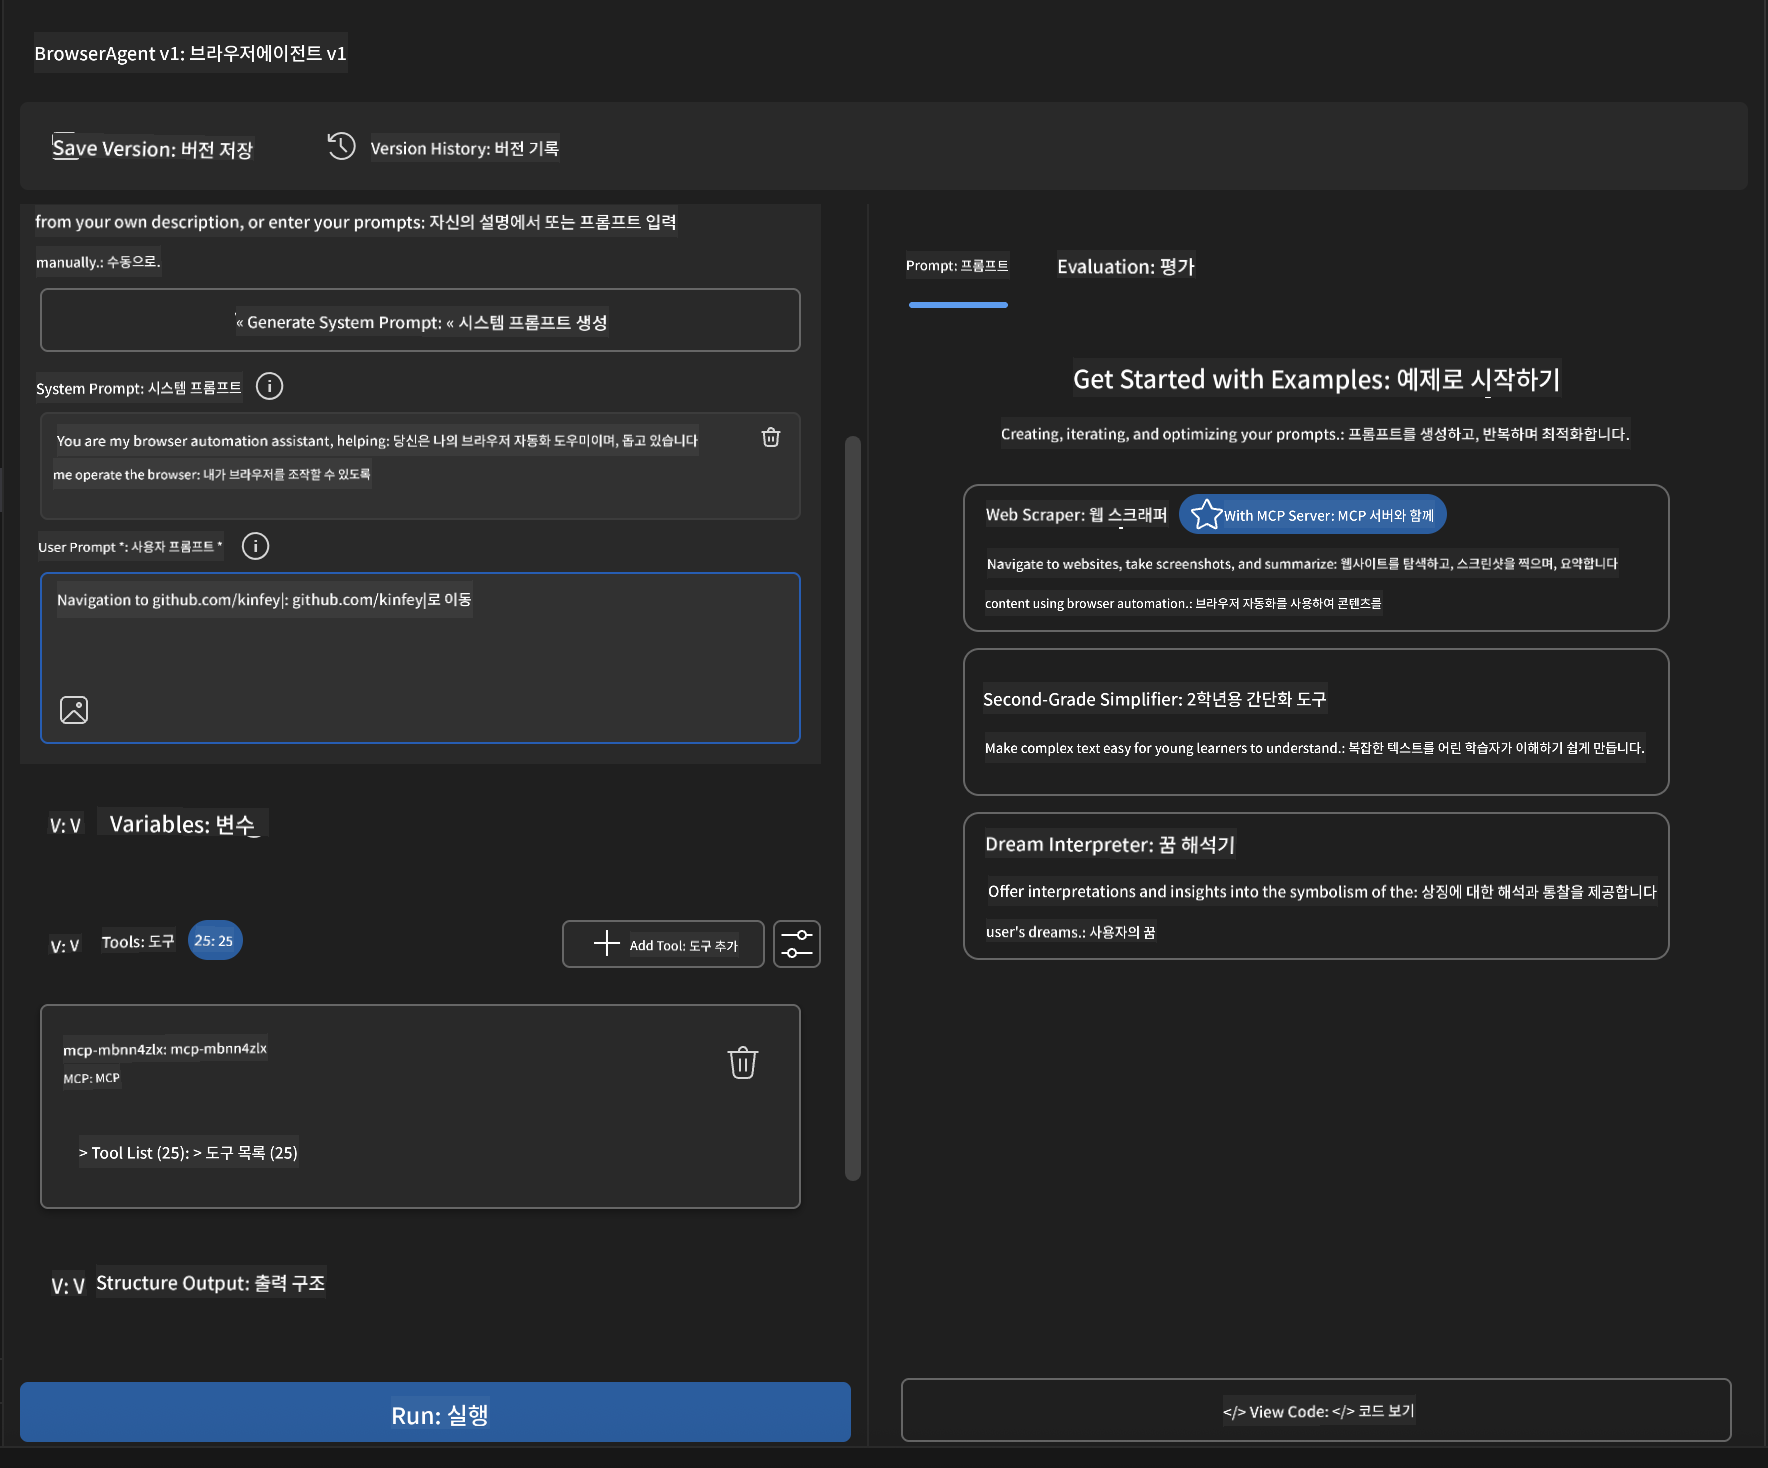 BrowserAgent v1: 브라우저에이전트 v1
Save Version: 버전 저장
Version History: 버전 기록
from your own description, or enter your prompts: 자신의 설명에서 또는 프롬프트 입력
manually.: 수동으로.
« Generate System Prompt: « 시스템 프롬프트 생성
System Prompt: 시스템 프롬프트
You are my browser automation assistant, helping: 당신은 나의 브라우저 자동화 도우미이며, 돕고 있습니다
me operate the browser: 내가 브라우저를 조작할 수 있도록
User Prompt *: 사용자 프롬프트 *
Navigation to github.com/kinfey|: github.com/kinfey|로 이동
V: V
Variables: 변수
V: V
Tools: 도구
25: 25
Add Tool: 도구 추가
mcp-mbnn4zlx: mcp-mbnn4zlx
MCP: MCP
> Tool List (25): > 도구 목록 (25)
V: V
Structure Output: 출력 구조
Run: 실행
Prompt: 프롬프트
Evaluation: 평가
Get Started with Examples: 예제로 시작하기
Creating, iterating, and optimizing your prompts.: 프롬프트를 생성하고, 반복하며 최적화합니다.
Web Scraper: 웹 스크래퍼
With MCP Server: MCP 서버와 함께
Navigate to websites, take screenshots, and summarize: 웹사이트를 탐색하고, 스크린샷을 찍으며, 요약합니다
content using browser automation.: 브라우저 자동화를 사용하여 콘텐츠를
Second-Grade Simplifier: 2학년용 간단화 도구
Make complex text easy for young learners to understand.: 복잡한 텍스트를 어린 학습자가 이해하기 쉽게 만듭니다.
Dream Interpreter: 꿈 해석기
Offer interpretations and insights into the symbolism of the: 상징에 대한 해석과 통찰을 제공합니다
user's dreams.: 사용자의 꿈
</> View Code: </> 코드 보기